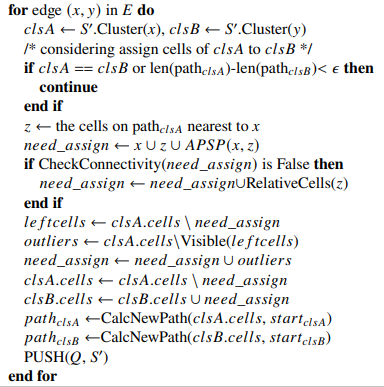 for edge (x, y) in E do
clsA ← S′.Cluster(x), clsB ← S′.Cluster(y)
/* considering assign cells of clsA to clsB */
if clsA == clsB or len(path_clsA)-len(path_clsB)< ϵ then
continue
end if
z ← the cells on path_clsA nearest to x
need_assign ← x ∪ z ∪ APSP(x, z)
if CheckConnectivity(need_assign) is False then
need_assign ← need_assign∪RelativeCells(z)
end if
leftcells ← clsA.cells \ need_assign
outliers ← clsA.cells\Visible(leftcells)
need_assign ← need_assign ∪ outliers
clsA.cells ← clsA.cells \ need_assign
clsB.cells ← clsB.cells ∪ need_assign
path_clsA ←CalcNewPath(clsA.cells, start_clsA)
path_clsB ←CalcNewPath(clsB.cells, start_clsB)
PUSH(Q, S′)
end for